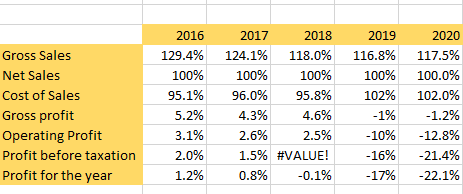 2016 2017 2018 2019 2020
Gross Sales 129.4% 124.1% 118.0% 116.8% 117.5%
Net Sales 100% 100% 100% 100% 100.0%
Cost of Sales 95.1% 96.0% 95.8% 102% 102.0%
Gross profit 5.2% 4.3% 4.6% -1% -1.2%
Operating Profit 3.1% 2.6% 2.5% -10% -12.8%
Profit before taxation 2.0% 1.5% #VALUE! -16% -21.4%
Profit for the year 1.2% 0.8% -0.1% -17% -22.1%